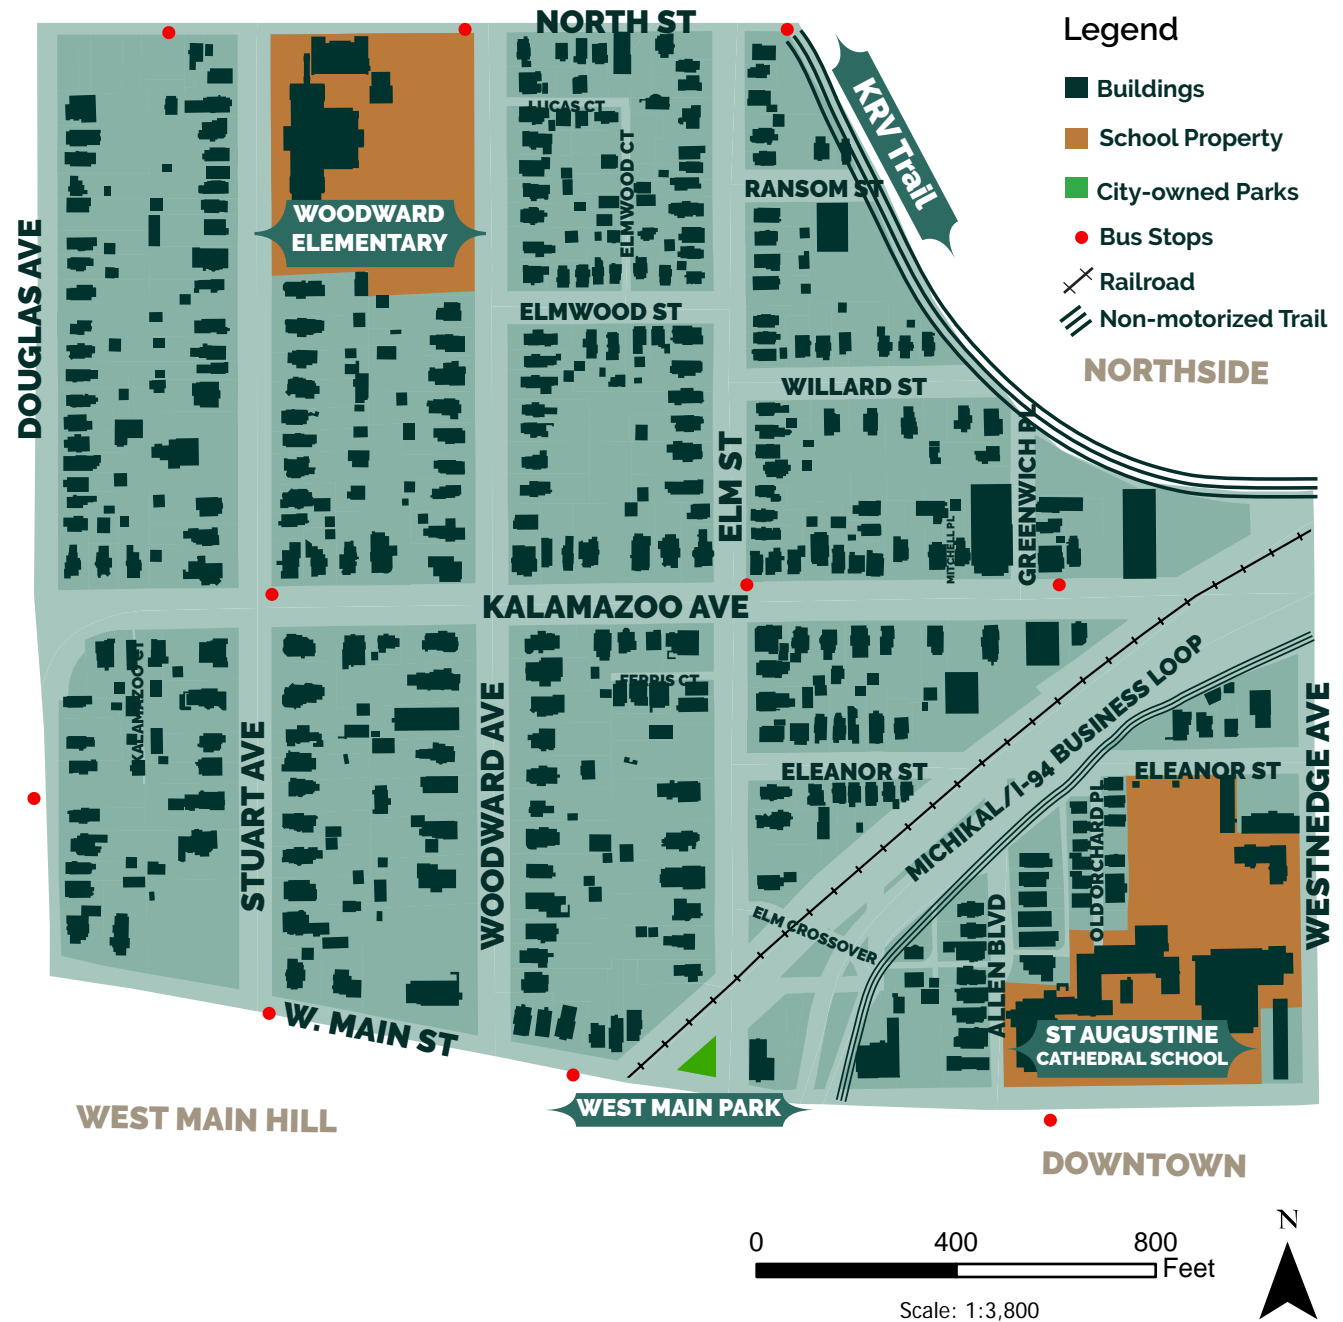 NORTH ST
Legend
Buildings
School Property
City-owned Parks
Bus Stops
Railroad
Non-motorized Trail
NORTHSIDE
KRV Trail
LUCAS CT
ELMWOOD CT
RANSOM ST
WOODWARD
ELEMENTARY
DOUGLAS AVE
ELMWOOD ST
WILLARD ST
ELM ST
GREENWICH PL
MITCHELL PL
KALAMAZOO AVE
KALAMAZOO CT
FERRIS CT
STUART AVE
WOODWARD AVE
ELEANOR ST
MICHIKAL/I-94 BUSINESS LOOP
ELEANOR ST
WESTNEDGE AVE
OLD ORCHARD PL
ALLEN BLVD
ELM CROSSOVER
W. MAIN ST
ST AUGUSTINE
CATHEDRAL SCHOOL
WEST MAIN PARK
WEST MAIN HILL
DOWNTOWN
N
0 400 800
Feet
Scale: 1:3,800